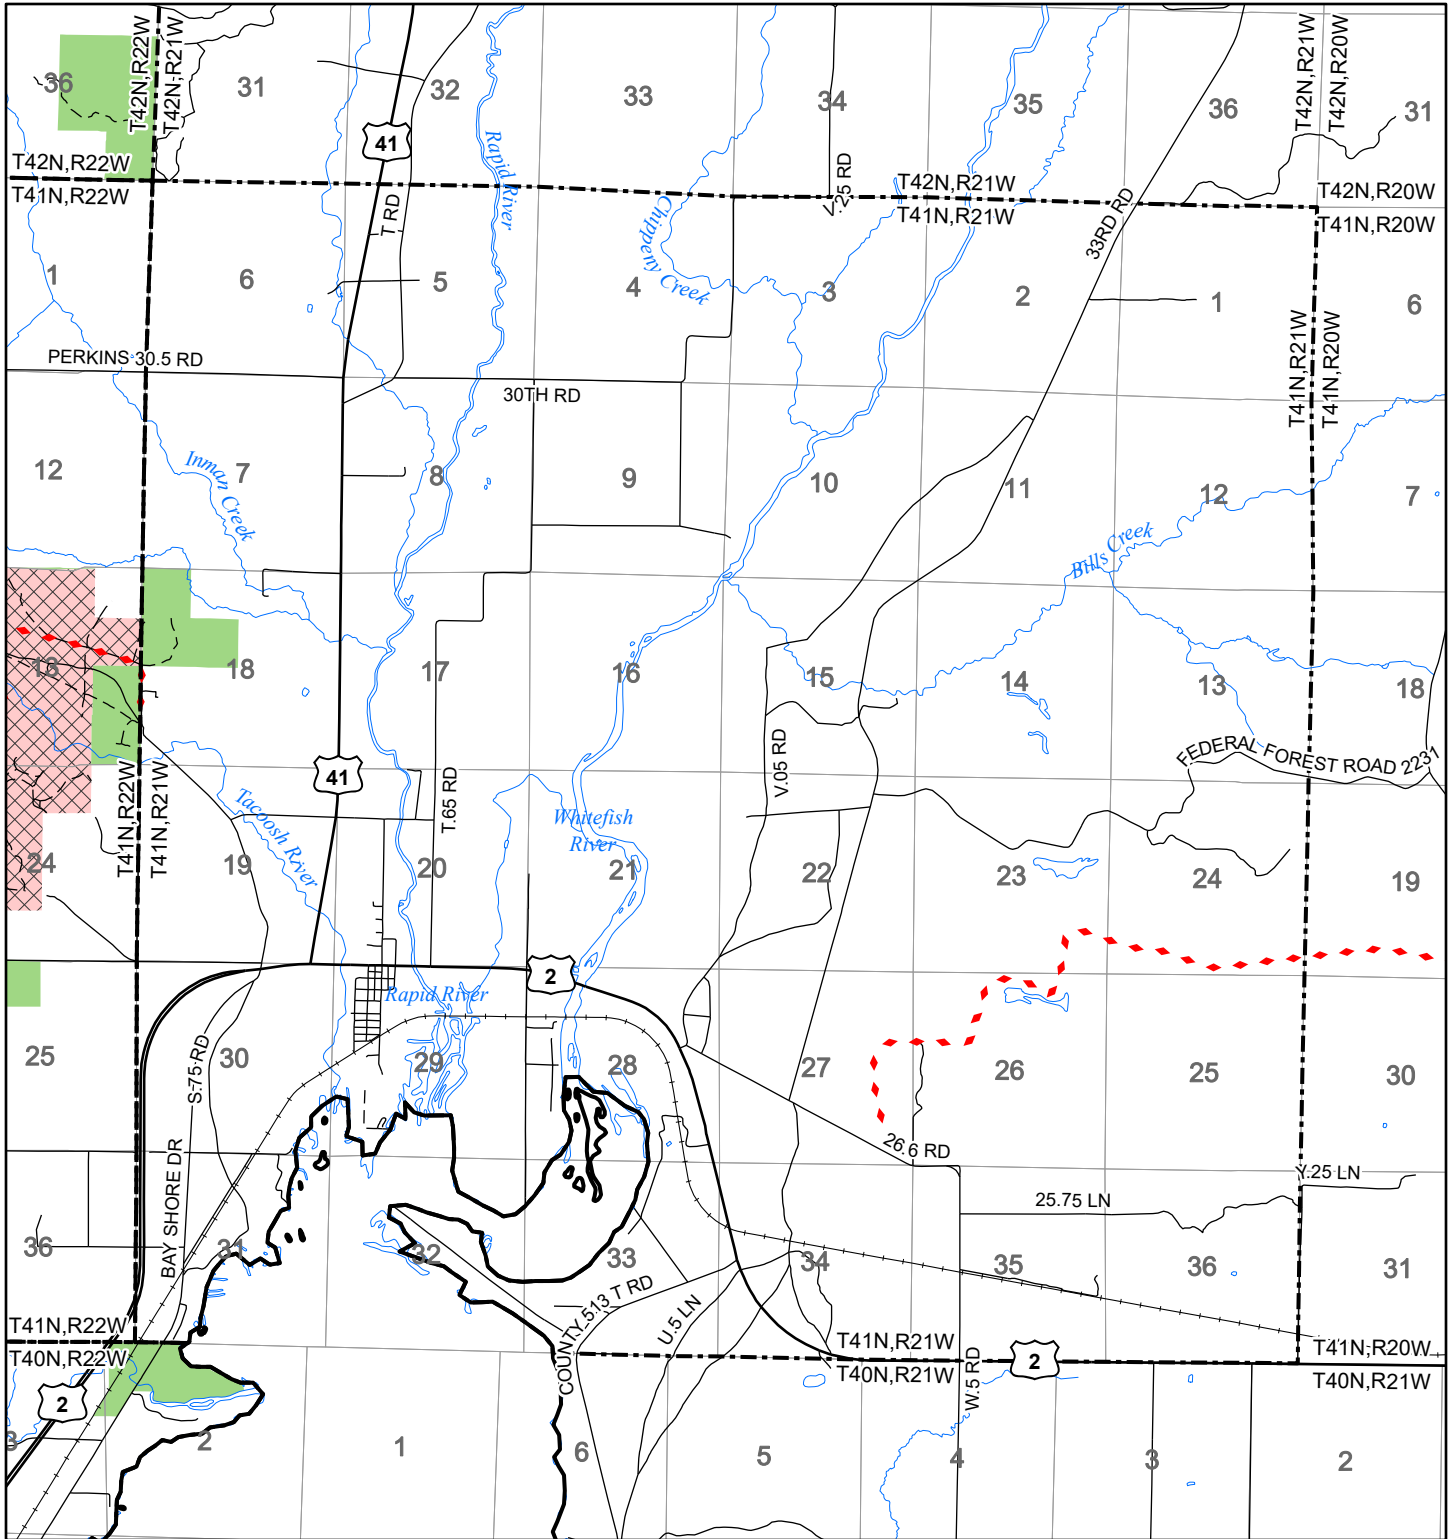 36
T42N,R22W
T42N,R21W
31
41
32
Rapid River
33
34
35
36
T42N,R21W
T42N,R20W
31
T42N,R22W
T41N,R22W
T RD
V.25 RD
T42N,R21W
T41N,R21W
33RD RD
T42N,R20W
T41N,R20W
1
6
5
4
Chippeny Creek
3
2
1
6
T41N,R21W
T41N,R20W
PERKINS 30.5 RD
30TH RD
12
Inman Creek
7
8
9
10
11
12
7
Bills Creek
13
18
17
16
15
14
13
18
T41N,R22W
T41N,R21W
41
T.65 RD
V.05 RD
FEDERAL FOREST ROAD 2231
Tacoosh River
Whitefish
River
24
19
20
21
22
23
24
19
2
Rapid River
25
S.75 RD
30
29
28
27
26
25
30
26.6 RD
Y.25 LN
25.75 LN
36
BAY SHORE DR
31
32
33
34
35
36
31
COUNTY 513 T RD
U.5 LN
T41N,R22W
T40N,R22W
T41N,R21W
T40N,R21W
W.5 RD
2
T41N,R20W
T40N,R21W
2
3
2
1
6
5
4
3
2